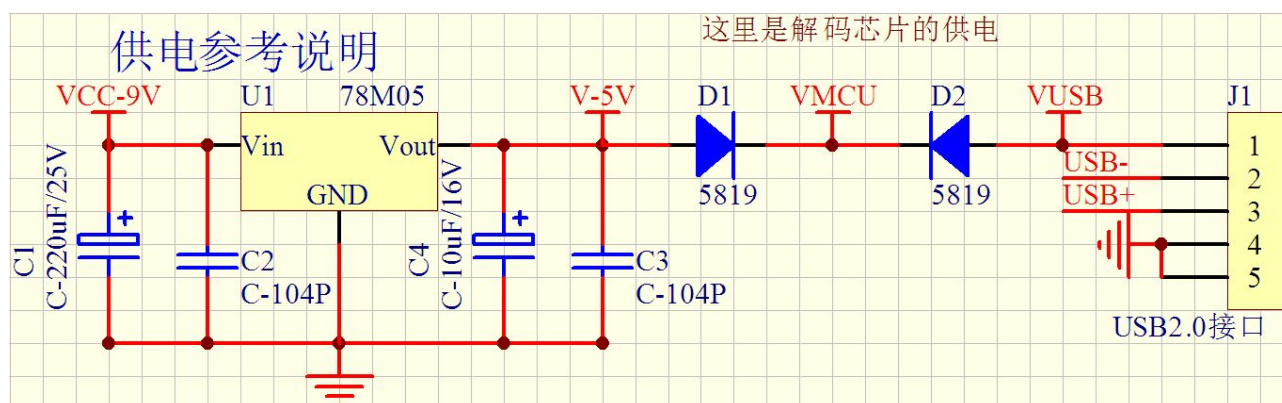 这里是解码芯片的供电
供电参考说明
VCC-9V
U1
78M05
V-5V
D1
VMCU
D2
VUSB
J1
Vin
Vout
GND
5819
5819
USB-
USB+
1
2
3
4
5
C1
C-220uF/25V
C2
C-104P
C4
C-10uF/16V
C3
C-104P
USB2.0接口